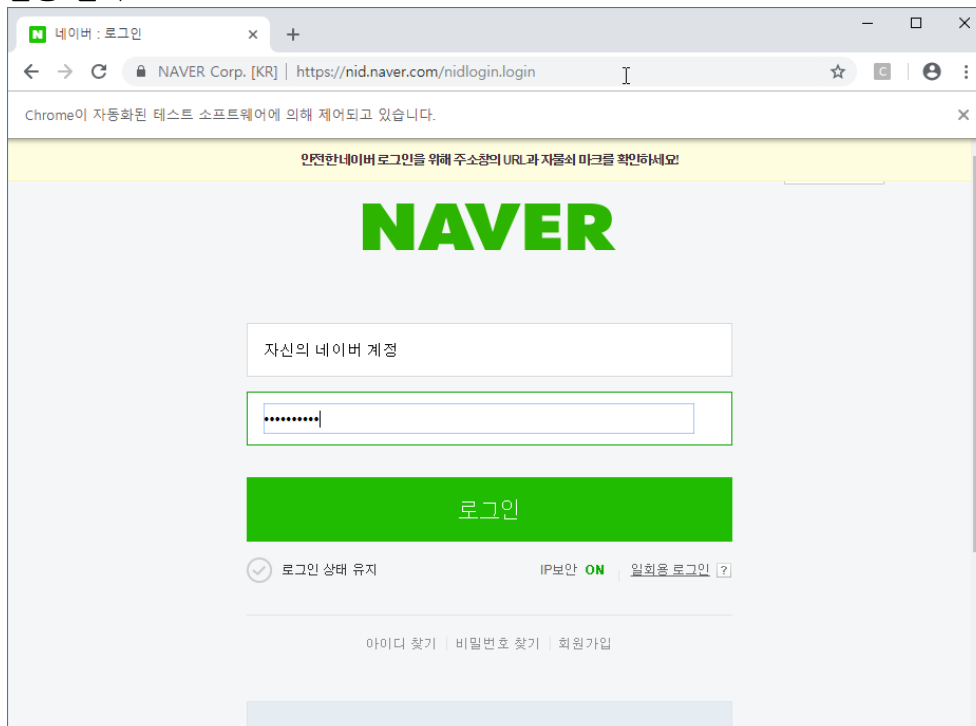 네이버 : 로그인
NAVER Corp. [KR] | https://nid.naver.com/nidlogin.login
C
Chrome이 자동화된 테스트 소프트웨어에 의해 제어되고 있습니다.
안전한 네이버 로그인을 위해 주소창의 URL과 자물쇠 마크를 확인하세요!
NAVER
자신의 네이버 계정
••••••••••
로그인
로그인 상태 유지 IP보안 ON 일회용 로그인 ?
아이디 찾기 | 비밀번호 찾기 | 회원가입